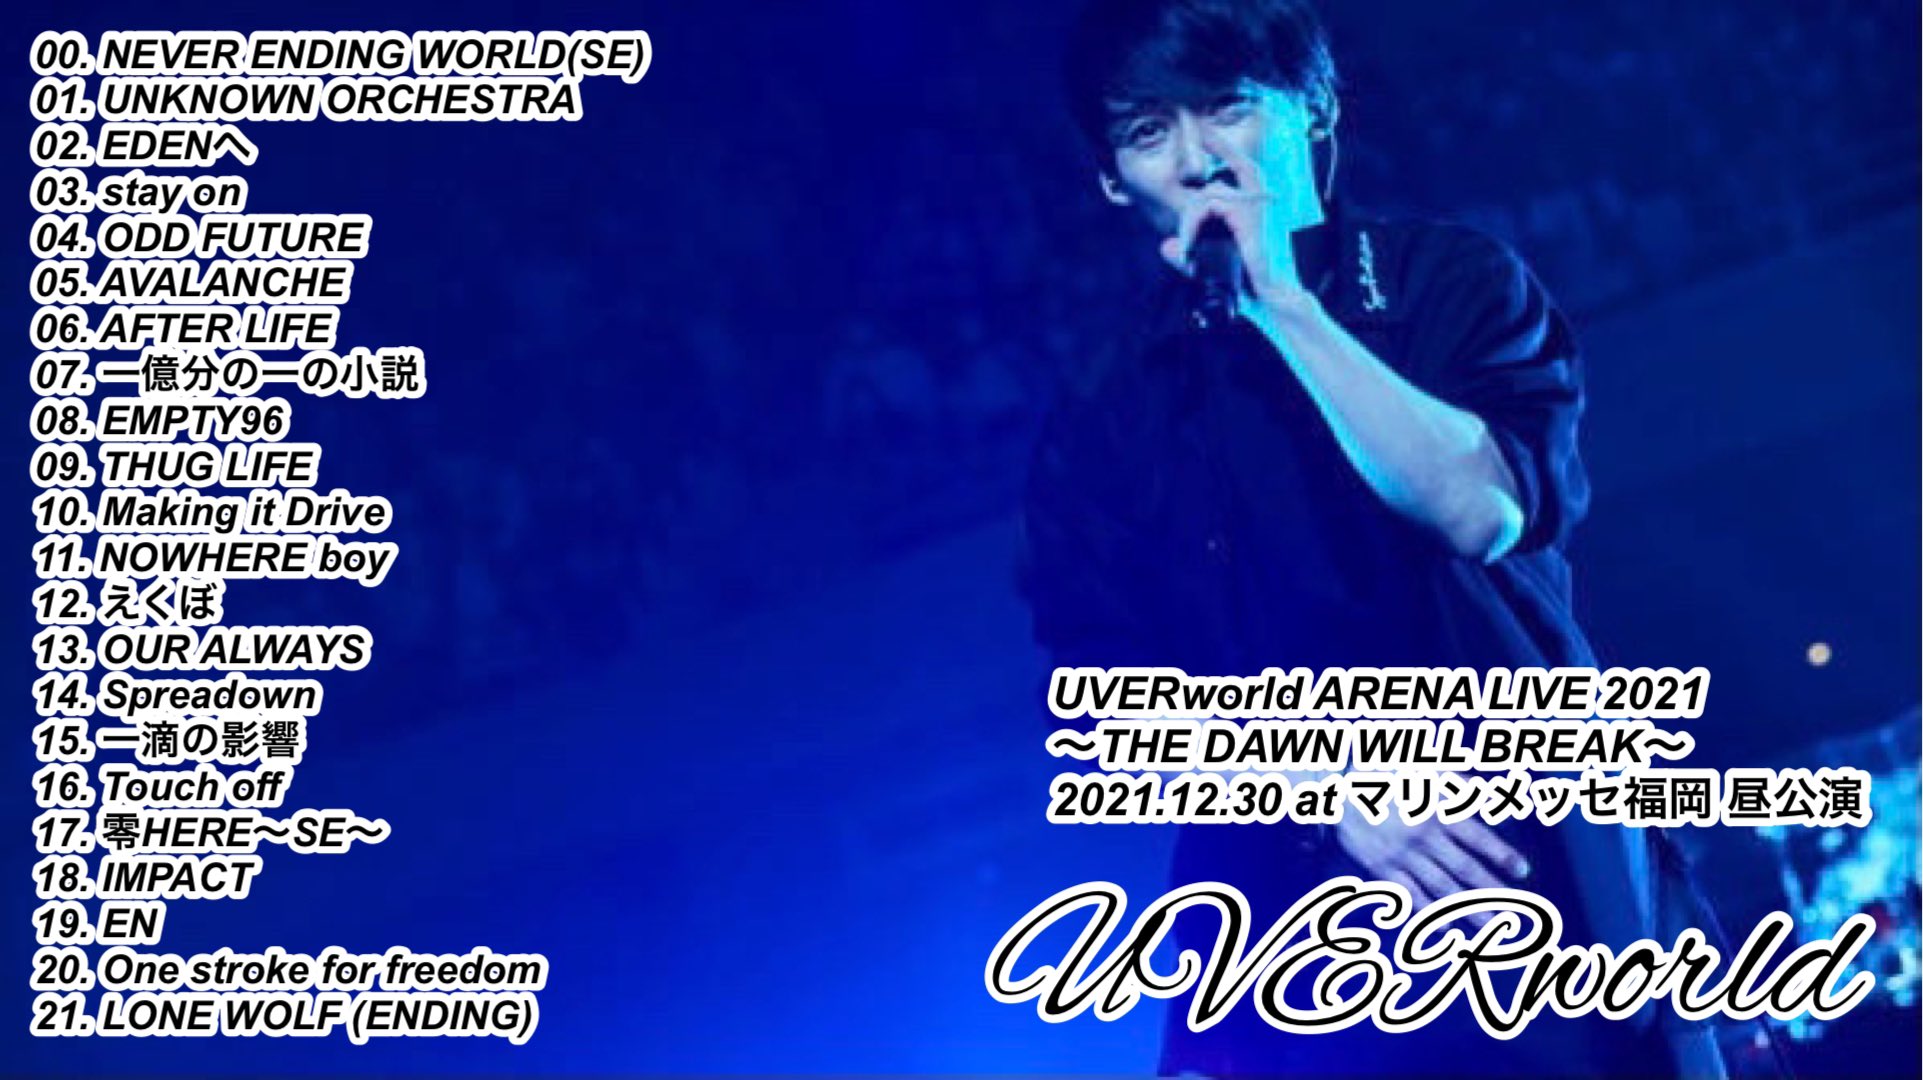 00. NEVER ENDING WORLD(SE)
01. UNKNOWN ORCHESTRA
02. EDENへ
03. stay on
04. ODD FUTURE
05. AVALANCHE
06. AFTER LIFE
07. 一億分の一の小説
08. EMPTY96
09. THUG LIFE
10. Making it Drive
11. NOWHERE boy
12. えくぼ
13. OUR ALWAYS
14. Spreadown
15. 一滴の影響
16. Touch off
17. 零HERE〜SE〜
18. IMPACT
19. EN
20. One stroke for freedom
21. LONE WOLF (ENDING)
UVERworld ARENA LIVE 2021
〜THE DAWN WILL BREAK〜
2021.12.30 at マリンメッセ福岡 昼公演
UVERworld